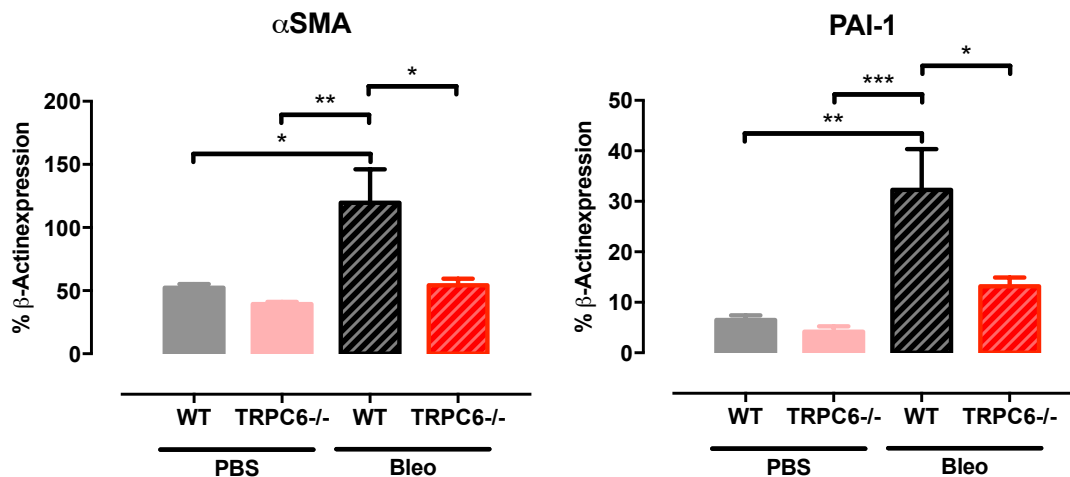 αSMA
% β-Actinexpression
200
150
100
50
0
*
**
*
WT TRPC6-/- WT TRPC6-/-
PBS Bleo
PAI-1
% β-Actinexpression
50
40
30
20
10
0
*
***
**
WT TRPC6-/- WT TRPC6-/-
PBS Bleo